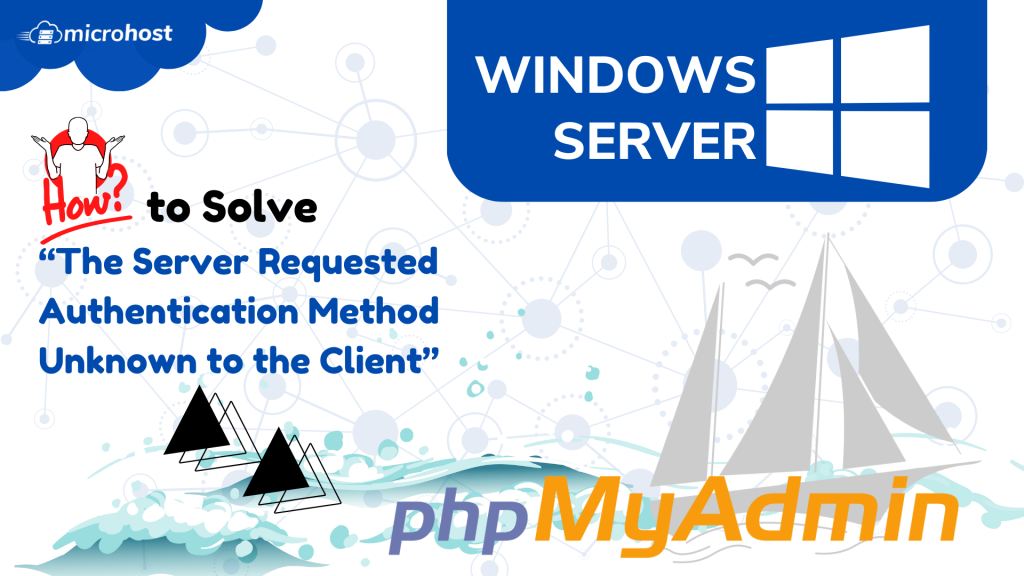 microhost
WINDOWS
SERVER
How? to Solve
“The Server Requested
Authentication Method
Unknown to the Client”
phpMyAdmin